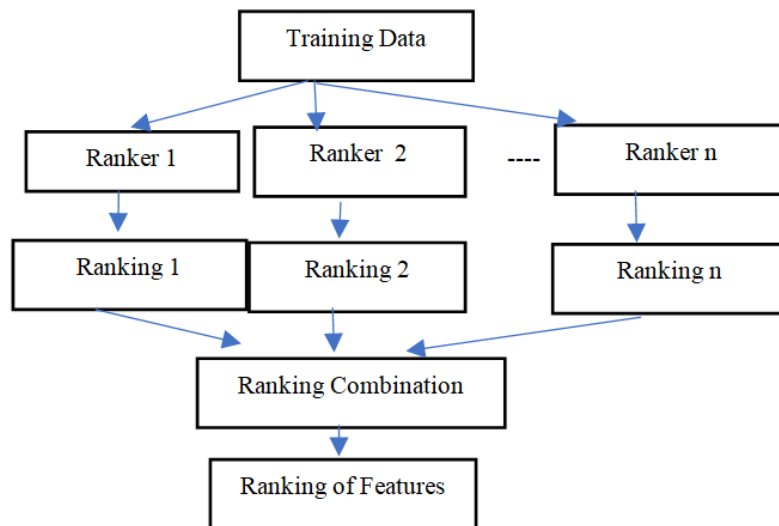 Training Data
Ranker 1
Ranker 2
----
Ranker n
Ranking 1
Ranking 2
Ranking n
Ranking Combination
Ranking of Features